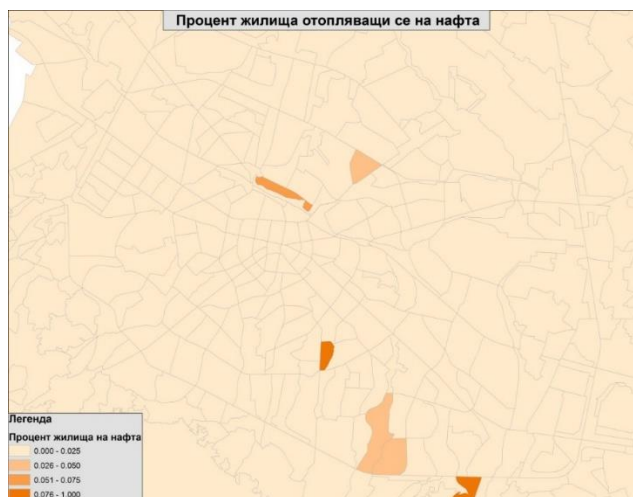 Процент жилища отопляващи се на нафта
Легенда
Процент жилища на нафта
0.000 - 0.025
0.026 - 0.050
0.051 - 0.075
0.076 - 1.000